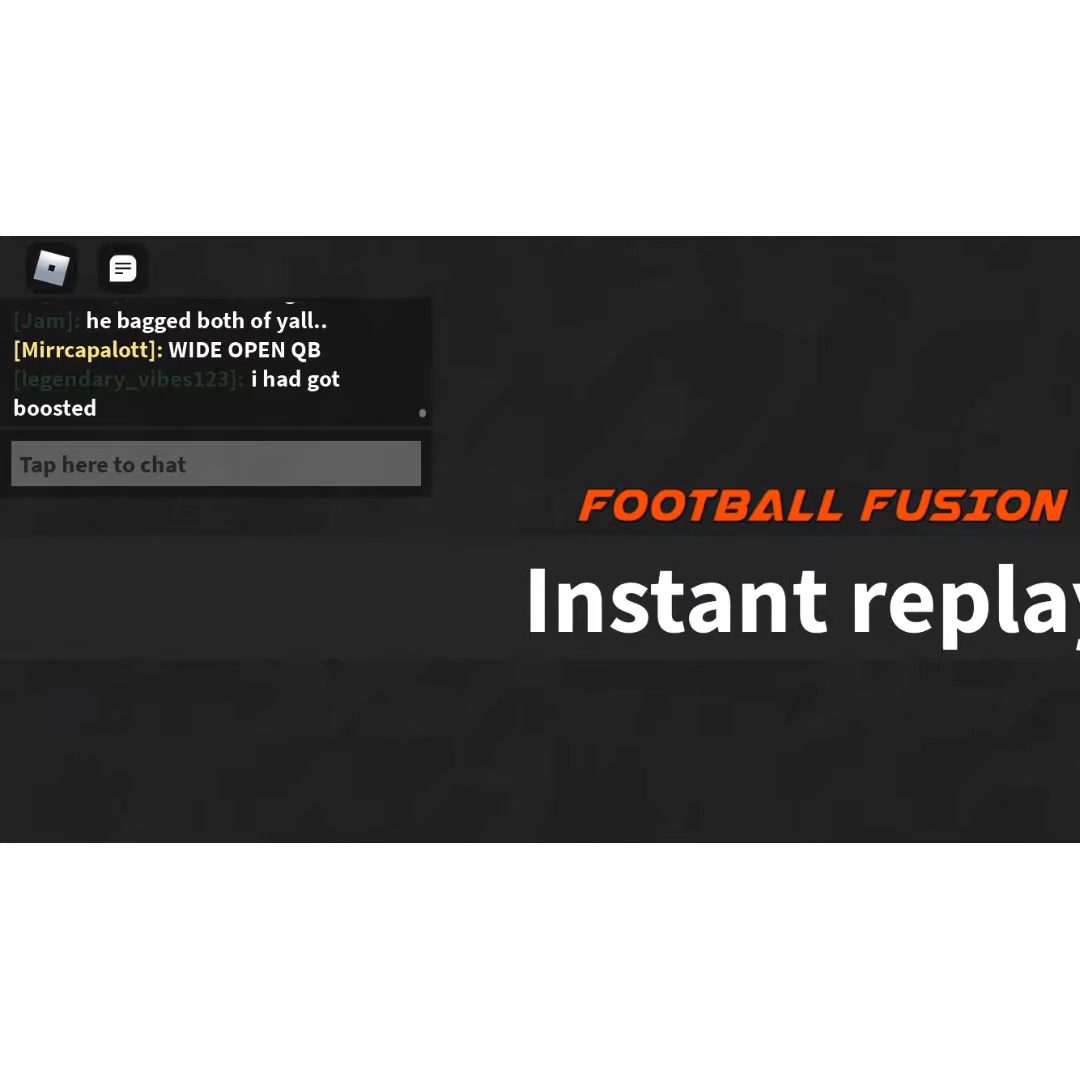 [Jam]: he bagged both of yall..
[Mirrcapalott]: WIDE OPEN QB
[legendary_vibes123]: i had got
boosted
Tap here to chat
FOOTBALL FUSION
Instant replay